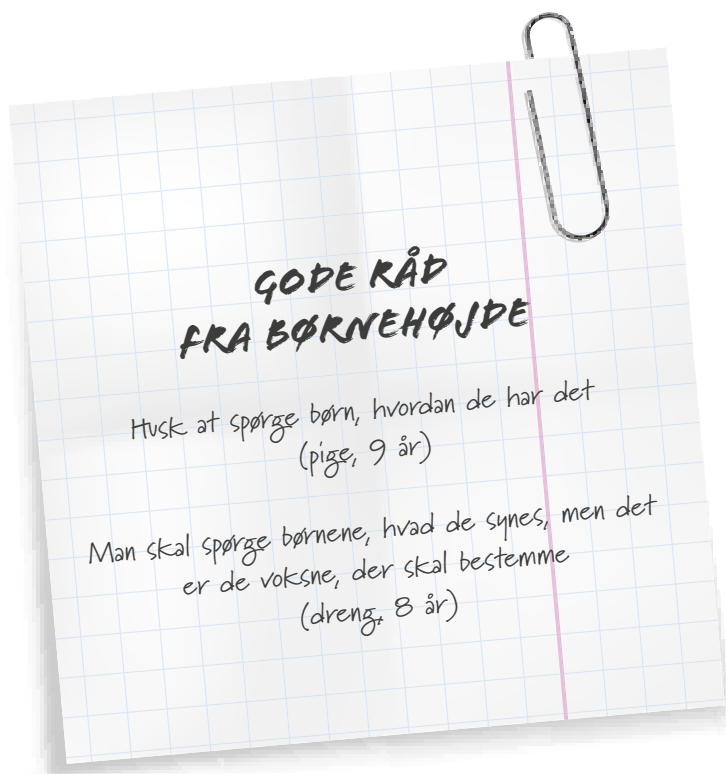 GODE RÅD
FRA BØRNEHØJDE
Husk at spørge børn, hvordan de har det
(pige, 9 år)
Man skal spørge børnene, hvad de synes, men det
er de voksne, der skal bestemme
(dreng, 8 år)